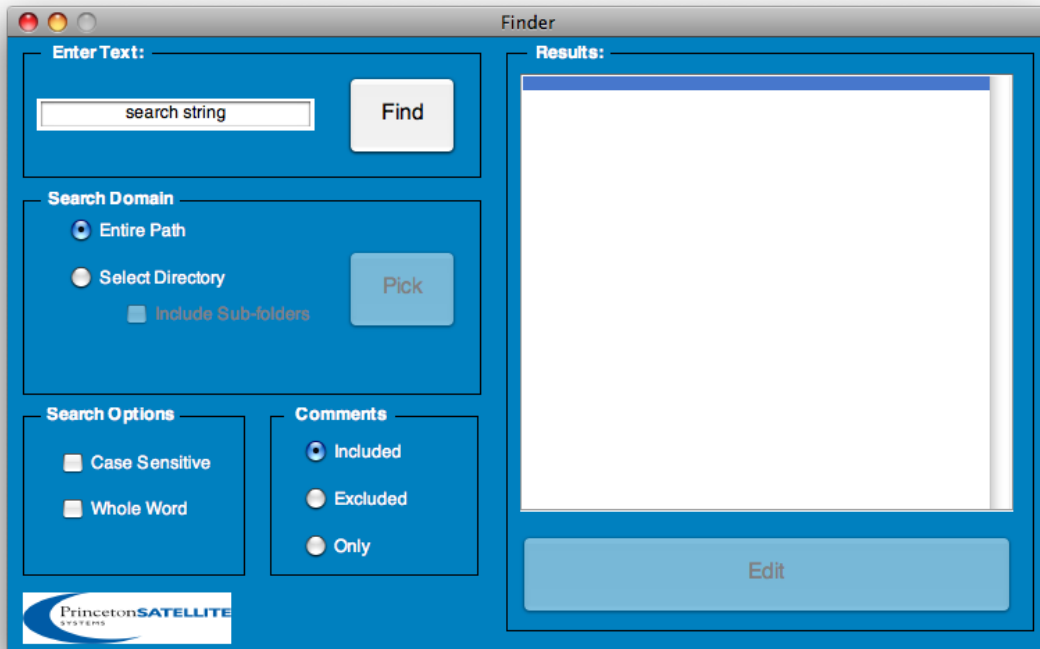 Finder
Enter Text:
search string
Find
Search Domain
Entire Path
Select Directory
Include Sub-folders
Pick
Search Options
Case Sensitive
Whole Word
Comments
Included
Excluded
Only
PrincetonSATELLITE
SYSTEMS
Results:
Edit